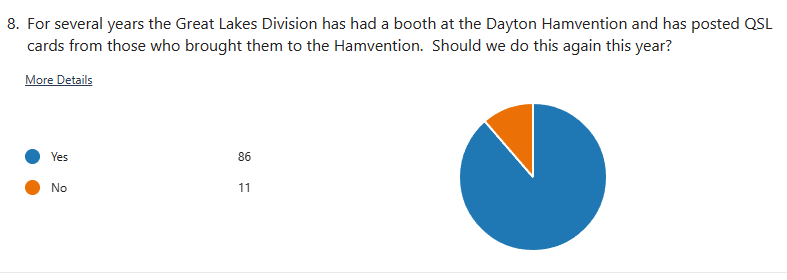 8. For several years the Great Lakes Division has had a booth at the Dayton Hamvention and has posted QSL
cards from those who brought them to the Hamvention.  Should we do this again this year?
More Details
Yes 86
No 11